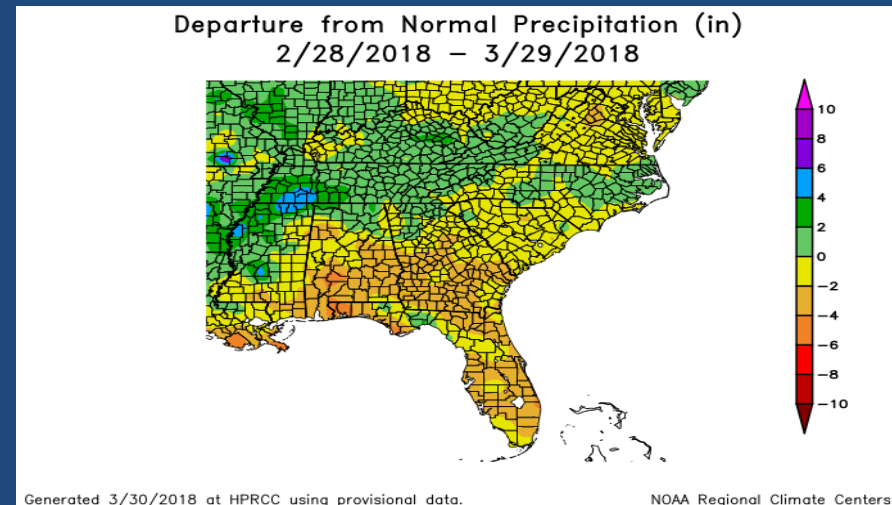 Departure from Normal Precipitation (in)
2/28/2018 – 3/29/2018
10
8
6
4
2
0
−2
−4
−6
−8
−10
Generated 3/30/2018 at HPRCC using provisional data.
NOAA Regional Climate Centers